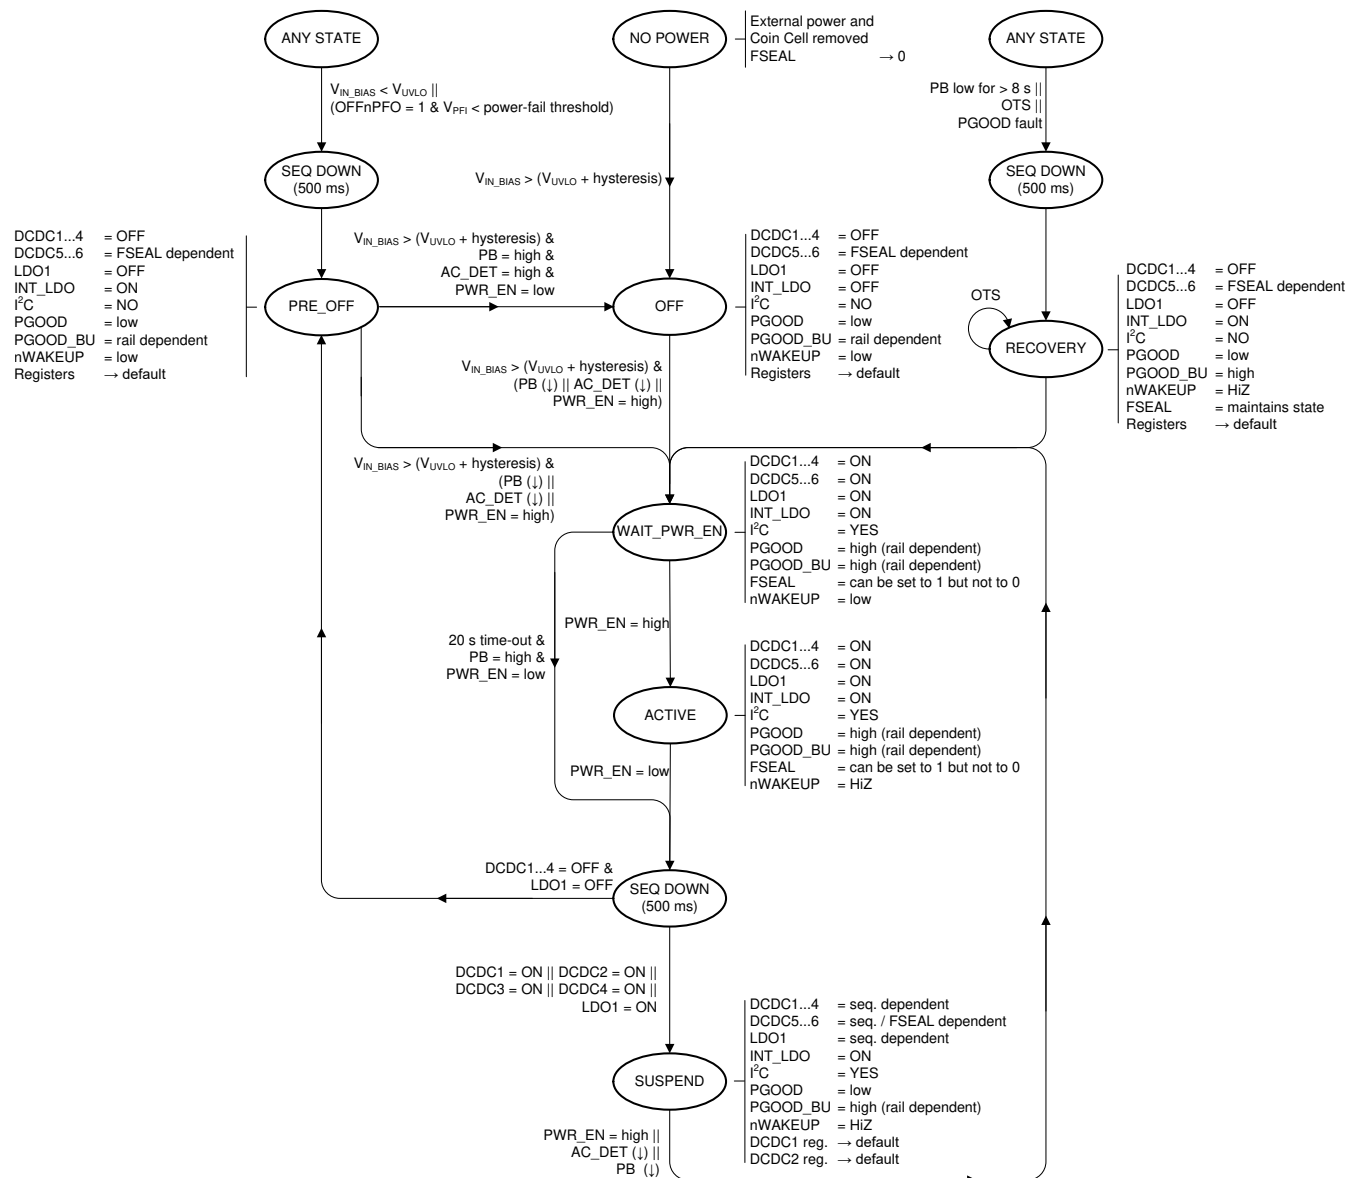 ANY STATE
NO POWER
External power and
Coin Cell removed
FSEAL → 0
ANY STATE
V_IN_BIAS < V_UVLO ||
(OFFnPFO = 1 & V_PFI < power-fail threshold)
PB low for > 8 s ||
OTS ||
PGOOD fault
SEQ DOWN
(500 ms)
V_IN_BIAS > (V_UVLO + hysteresis)
SEQ DOWN
(500 ms)
DCDC1...4 = OFF
DCDC5...6 = FSEAL dependent
LDO1 = OFF
INT_LDO = ON
I²C = NO
PGOOD = low
PGOOD_BU = rail dependent
nWAKEUP = low
Registers → default
PRE_OFF
V_IN_BIAS > (V_UVLO + hysteresis) &
PB = high &
AC_DET = high &
PWR_EN = low
OFF
DCDC1...4 = OFF
DCDC5...6 = FSEAL dependent
LDO1 = OFF
INT_LDO = OFF
I²C = NO
PGOOD = low
PGOOD_BU = rail dependent
nWAKEUP = low
Registers → default
OTS
RECOVERY
DCDC1...4 = OFF
DCDC5...6 = FSEAL dependent
LDO1 = OFF
INT_LDO = ON
I²C = NO
PGOOD = low
PGOOD_BU = high
nWAKEUP = HiZ
FSEAL = maintains state
Registers → default
V_IN_BIAS > (V_UVLO + hysteresis) &
(PB (↓) || AC_DET (↓) ||
PWR_EN = high)
V_IN_BIAS > (V_UVLO + hysteresis) &
(PB (↓) ||
AC_DET (↓) ||
PWR_EN = high)
WAIT_PWR_EN
DCDC1...4 = ON
DCDC5...6 = ON
LDO1 = ON
INT_LDO = ON
I²C = YES
PGOOD = high (rail dependent)
PGOOD_BU = high (rail dependent)
FSEAL = can be set to 1 but not to 0
nWAKEUP = low
PWR_EN = high
20 s time-out &
PB = high &
PWR_EN = low
ACTIVE
DCDC1...4 = ON
DCDC5...6 = ON
LDO1 = ON
INT_LDO = ON
I²C = YES
PGOOD = high (rail dependent)
PGOOD_BU = high (rail dependent)
FSEAL = can be set to 1 but not to 0
nWAKEUP = HiZ
PWR_EN = low
DCDC1...4 = OFF &
LDO1 = OFF
SEQ DOWN
(500 ms)
DCDC1 = ON || DCDC2 = ON ||
DCDC3 = ON || DCDC4 = ON ||
LDO1 = ON
SUSPEND
DCDC1...4 = seq. dependent
DCDC5...6 = seq. / FSEAL dependent
LDO1 = seq. dependent
INT_LDO = ON
I²C = YES
PGOOD = low
PGOOD_BU = high (rail dependent)
nWAKEUP = HiZ
DCDC1 reg. → default
DCDC2 reg. → default
PWR_EN = high ||
AC_DET (↓) ||
PB (↓)